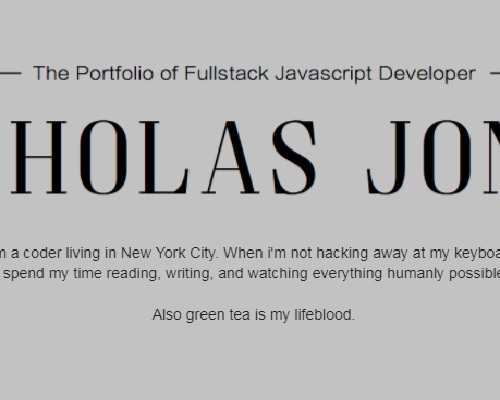 The Portfolio of Fullstack Javascript Developer
HOLAS JON
a coder living in New York City. When i'm not hacking away at my keyboa
spend my time reading, writing, and watching everything humanly possible
Also green tea is my lifeblood.